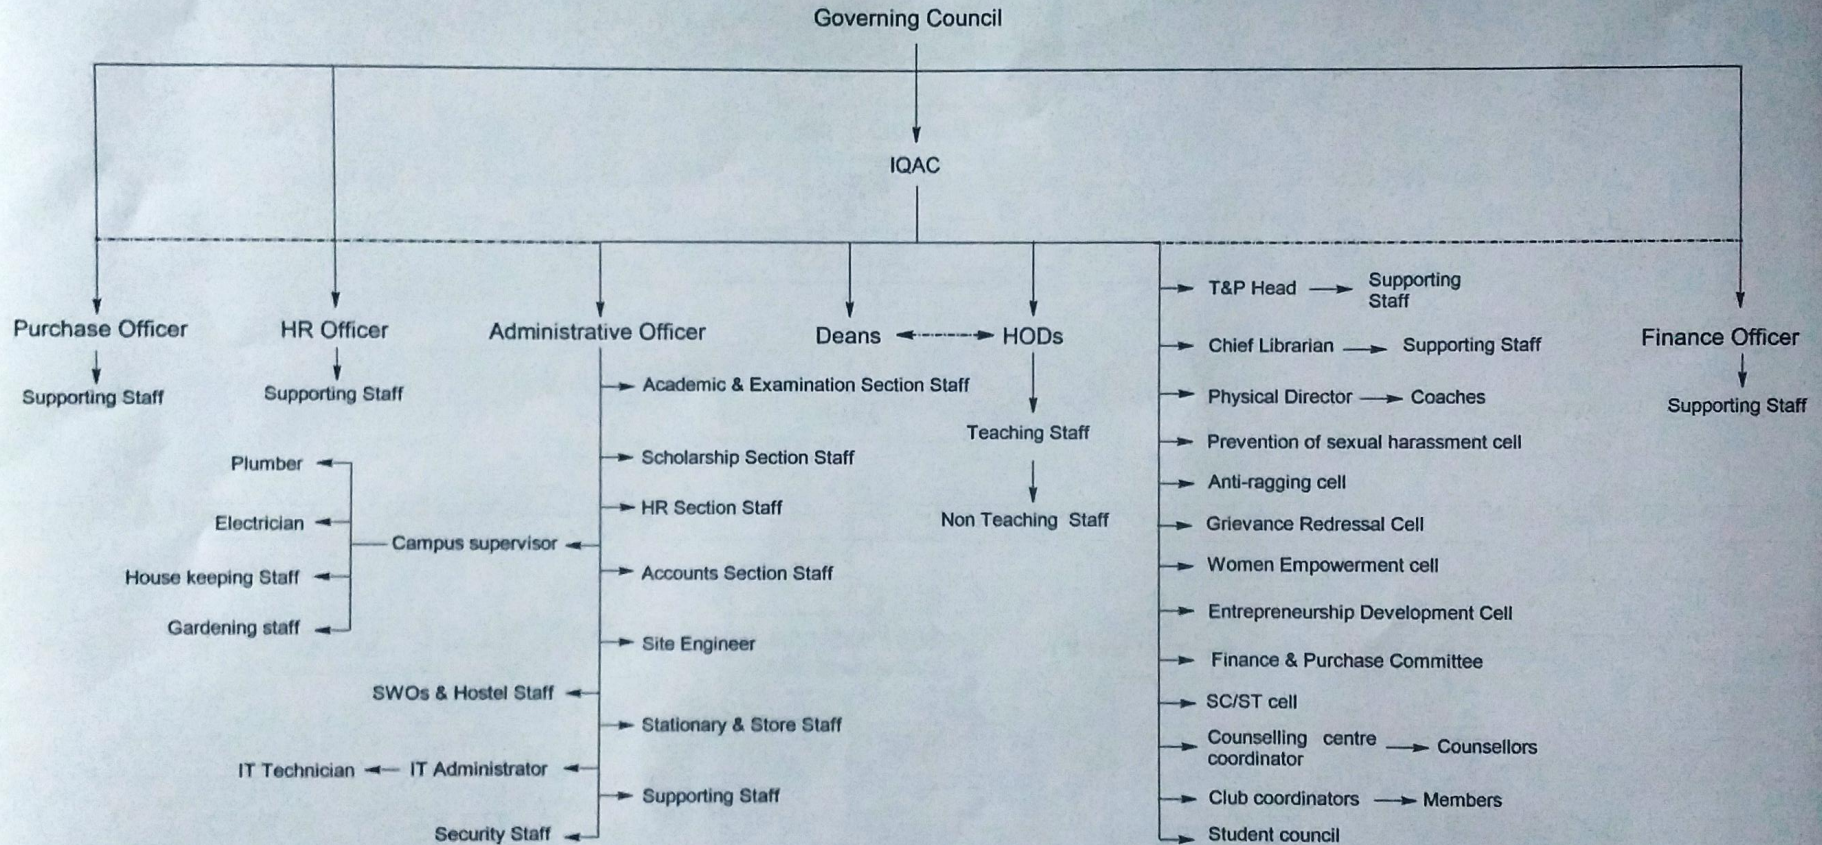 Governing Council
IQAC
Purchase Officer
Supporting Staff
HR Officer
Supporting Staff
Administrative Officer
Academic & Examination Section Staff
Scholarship Section Staff
HR Section Staff
Campus supervisor
Plumber
Electrician
House keeping Staff
Gardening staff
Accounts Section Staff
Site Engineer
SWOs & Hostel Staff
Stationary & Store Staff
IT Administrator
IT Technician
Supporting Staff
Security Staff
Deans
HODs
Teaching Staff
Non Teaching Staff
T&P Head
Supporting
Staff
Chief Librarian
Supporting Staff
Physical Director
Coaches
Prevention of sexual harassment cell
Anti-ragging cell
Grievance Redressal Cell
Women Empowerment cell
Entrepreneurship Development Cell
Finance & Purchase Committee
SC/ST cell
Counselling centre
coordinator
Counsellors
Club coordinators
Members
Student council
Finance Officer
Supporting Staff